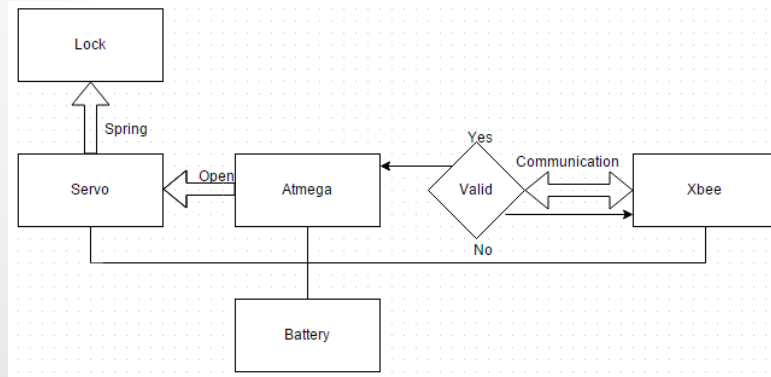 Lock
Spring
Yes
Communication
Servo
Open
Atmega
Valid
Xbee
No
Battery